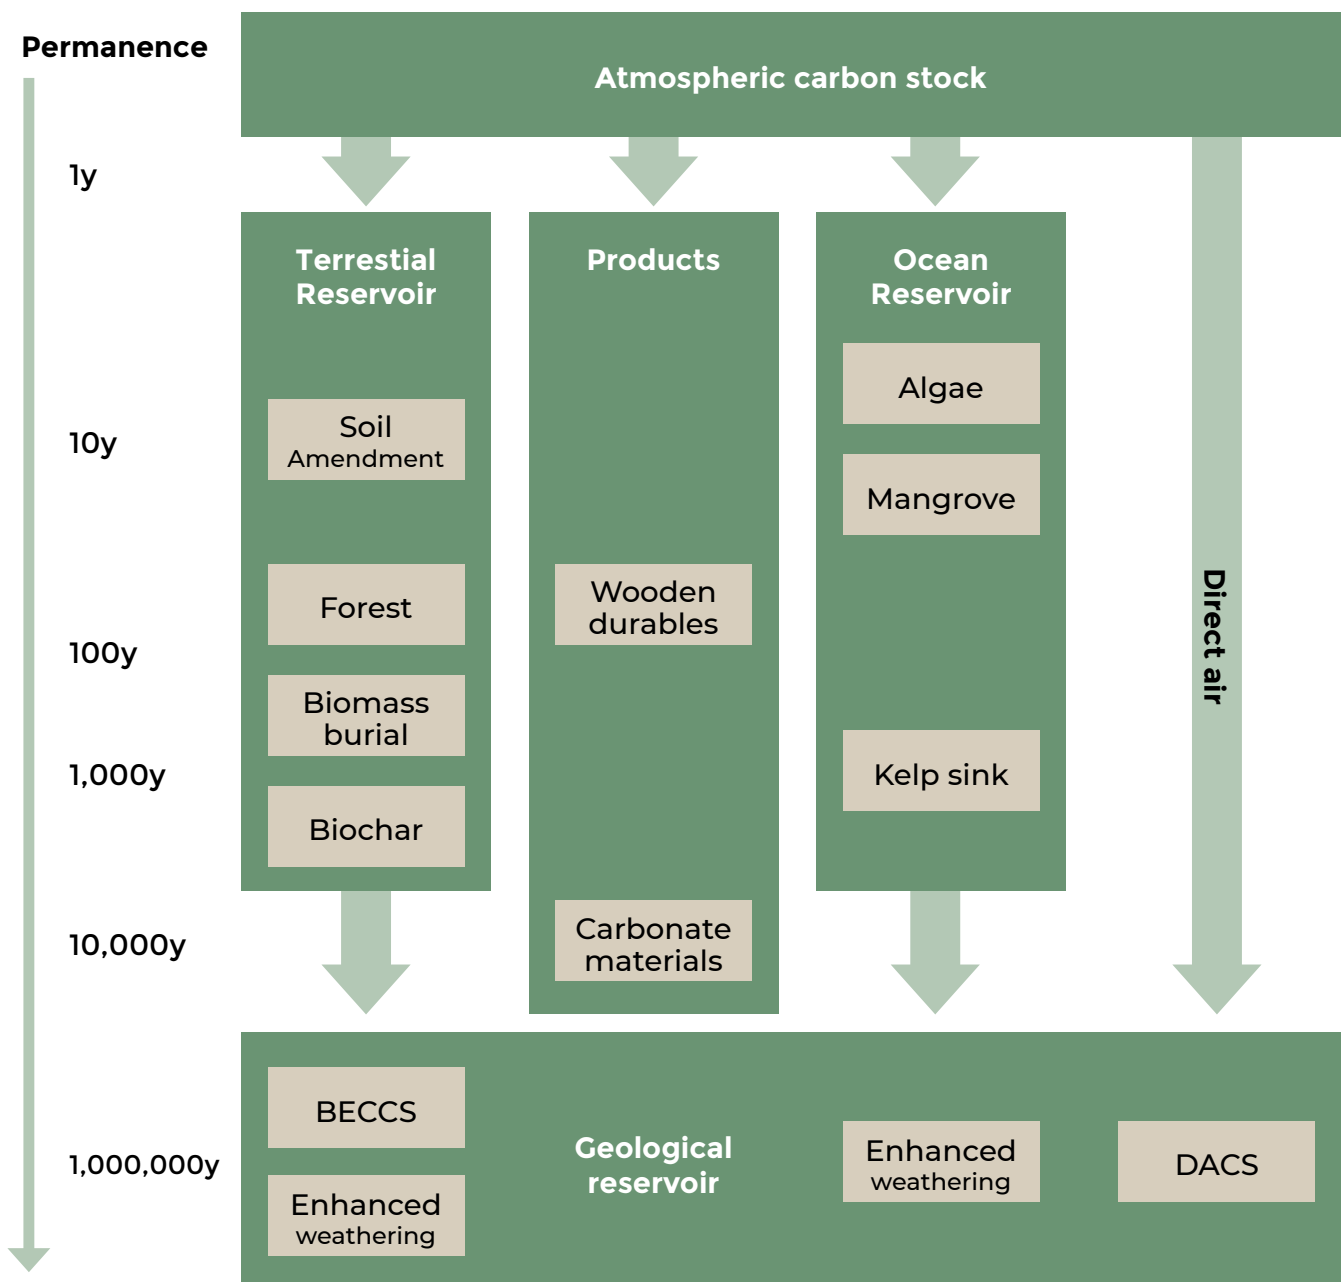 Permanence
Atmospheric carbon stock
1y
Terrestial
Reservoir
Products
Ocean
Reservoir
Algae
10y
Soil
Amendment
Mangrove
Forest
Wooden
durables
Direct air
100y
Biomass
burial
1,000y
Kelp sink
Biochar
10,000y
Carbonate
materials
BECCS
1,000,000y
Geological
reservoir
Enhanced
weathering
DACS
Enhanced
weathering